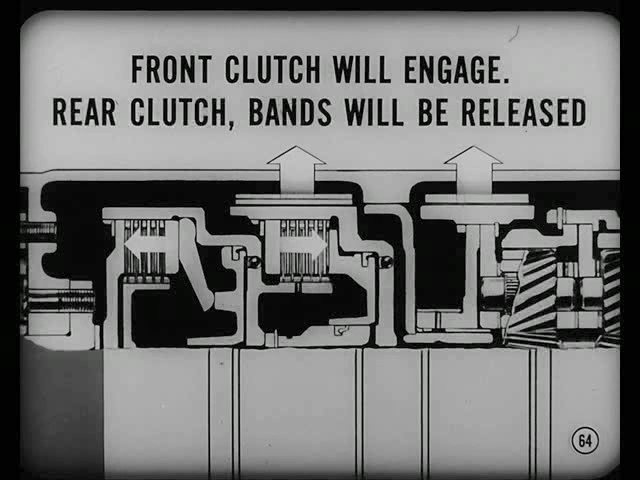 FRONT CLUTCH WILL ENGAGE.
REAR CLUTCH, BANDS WILL BE RELEASED
64